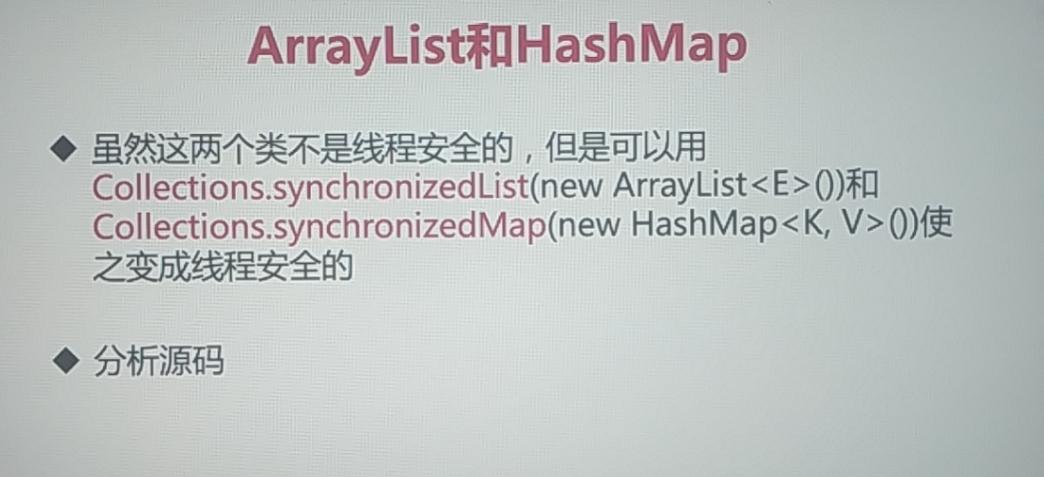 ArrayList和HashMap
◆ 虽然这两个类不是线程安全的，但是可以用
Collections.synchronizedList(new ArrayList<E>())和
Collections.synchronizedMap(new HashMap<K, V>())使
之变成线程安全的
◆ 分析源码